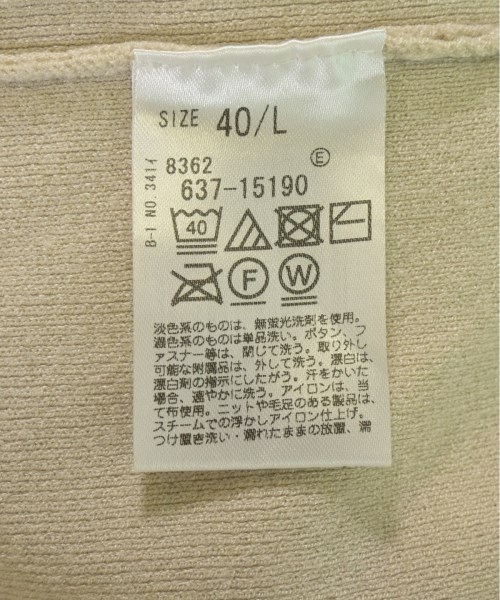 SIZE 40/L
B-I NO.341イ
8362
E
637-15190
40
F
W
淡色系のものは、無蛍光洗剤を使用。
濃色系のものは単品洗い。ボタン、フ
ァスナー等は、閉じて洗う。取り外し
可能な附属品は、外して洗う。漂白は、
漂白剤の指示にしたがう。汗をかいた
場合、速やかに洗う。アイロンは、当
て布使用。ニットや毛足のある製品は、
スチームでの浮かしアイロン仕上げ。
つけ置き洗い・濡れたままの放置、濡